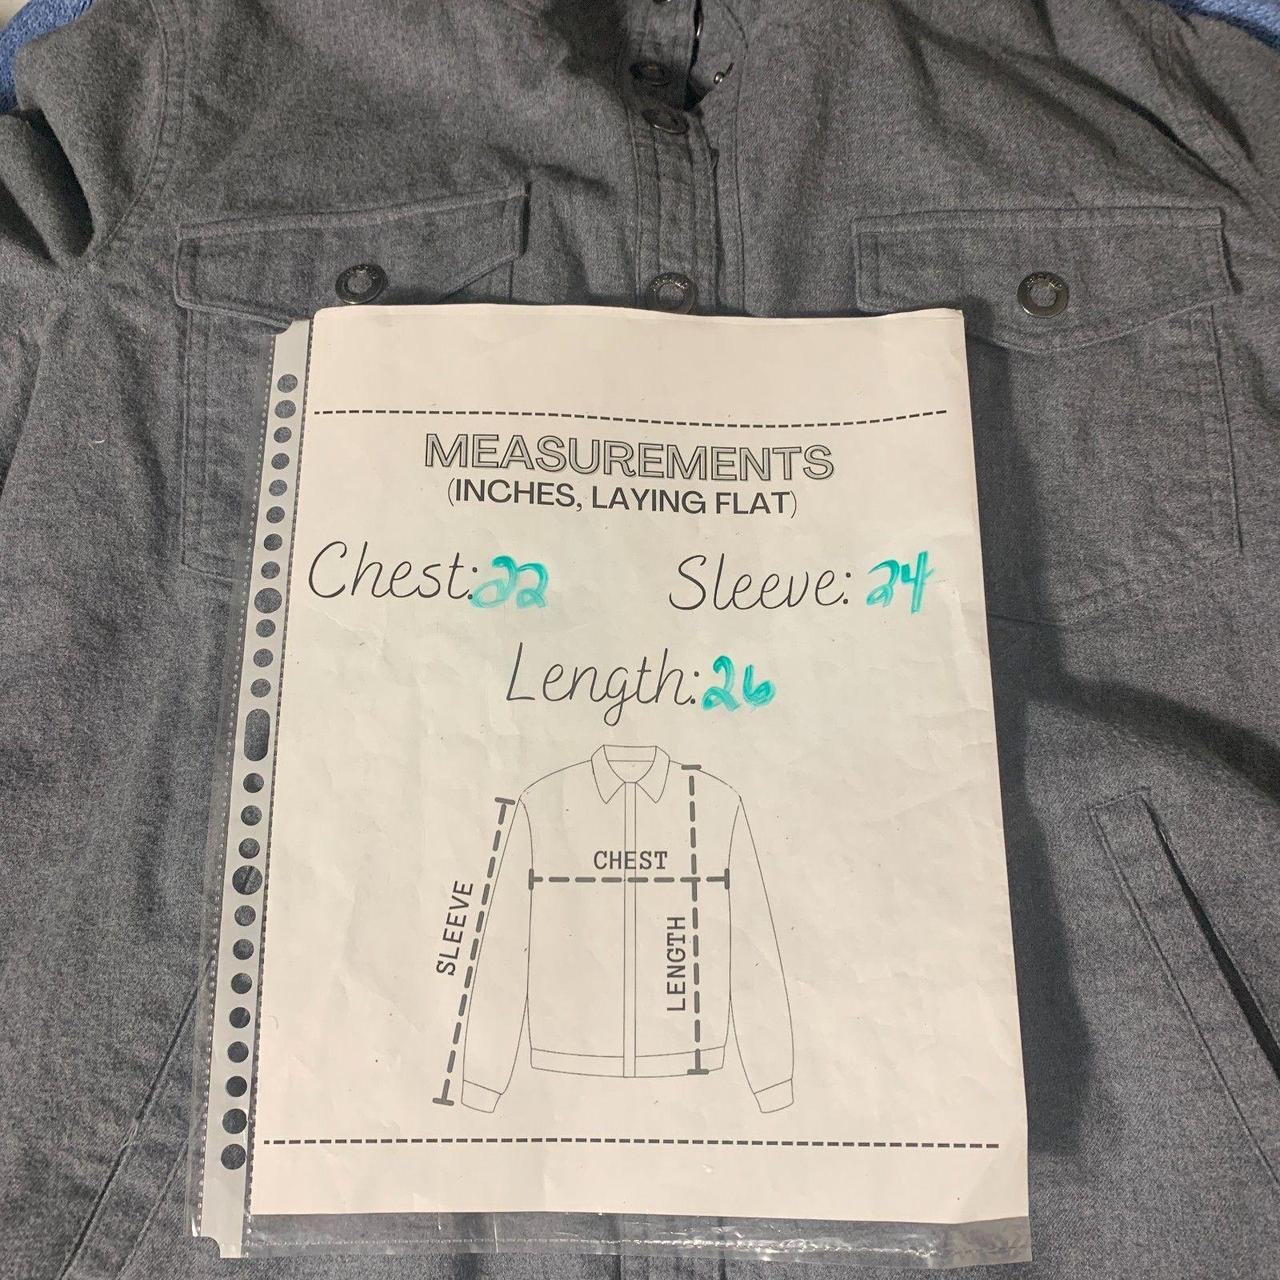 MEASUREMENTS
(INCHES, LAYING FLAT)
Chest: 22 Sleeve: 24
Length: 26
CHEST
SLEEVE
LENGTH